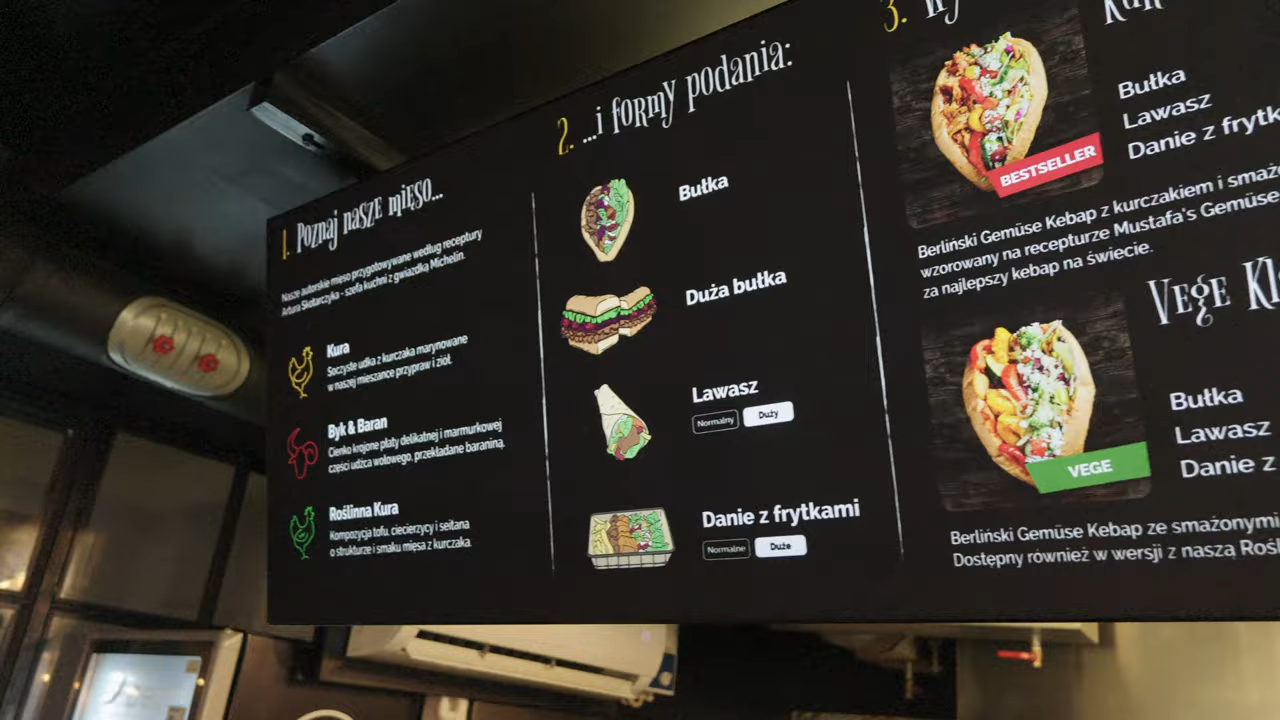 1. Poznaj nasze mięso...
Nasze autorskie mięso przygotowywane według receptury
Artura Skotarczyka - szefa kuchni z gwiazdką Michelin.
Kura
Soczyste udka z kurczaka marynowane
w naszej mieszance przypraw i ziół.
Byk & Baran
Cienko krojone płaty delikatnej i marmurkowej
części udźca wołowego, przekładane baraniną.
Roślinna Kura
Kompozycja tofu, ciecierzycy i seitana
o strukturze i smaku mięsa z kurczaka.
2. ...i formy podania:
Bułka
Duża bułka
Lawasz
Normalny Duży
Danie z frytkami
Normalne Duże
3.
BESTSELLER
Bułka
Lawasz
Danie z frytk
Berliński Gemüse Kebap z kurczakiem i smażo
wzorowany na recepturze Mustafa's Gemüse
za najlepszy kebap na świecie.
Vege Kl
VEGE
Bułka
Lawasz
Danie z
Berliński Gemüse Kebap ze smażonymi
Dostępny również w wersji z naszą Rośl